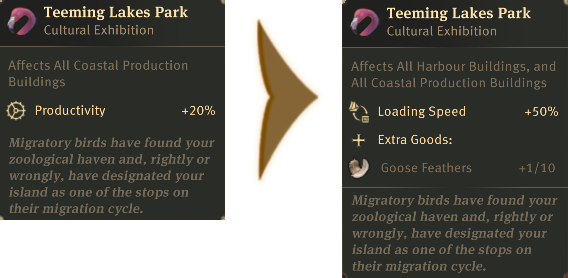 Teeming Lakes Park
Cultural Exhibition
Affects All Coastal Production
Buildings
Productivity +20%
Migratory birds have found your
zoological haven and, rightly or
wrongly, have designated your
island as one of the stops on
their migration cycle.
Teeming Lakes Park
Cultural Exhibition
Affects All Harbour Buildings, and
All Coastal Production Buildings
Loading Speed +50%
Extra Goods:
Goose Feathers +1/10
Migratory birds have found your
zoological haven and, rightly or
wrongly, have designated your
island as one of the stops on
their migration cycle.